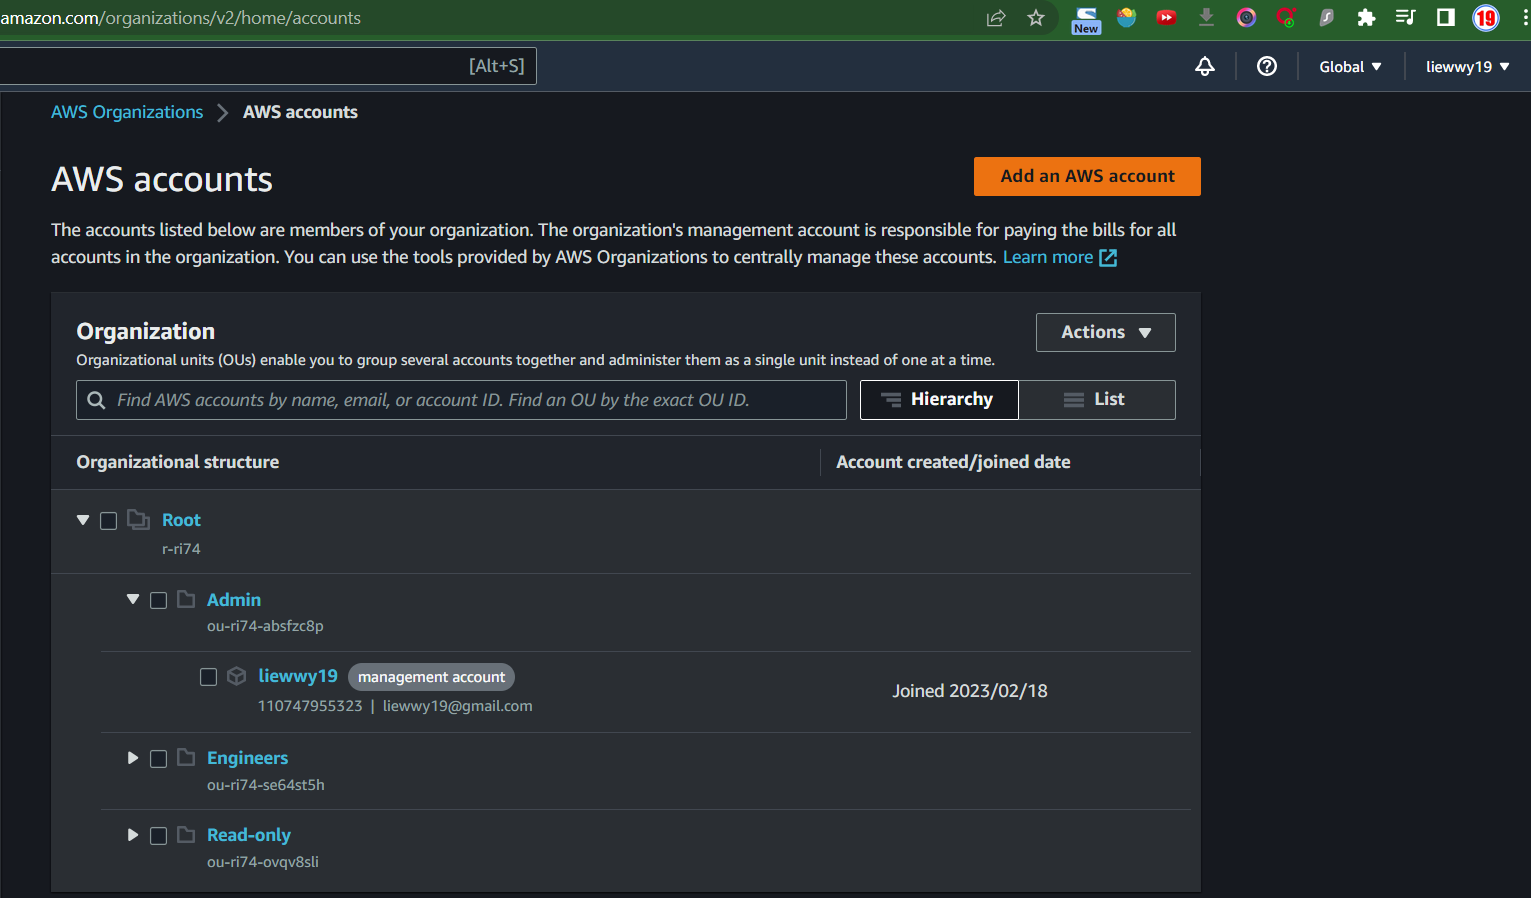 amazon.com/organizations/v2/home/accounts
New
19
[Alt+S]
Global
liewwy19
AWS Organizations
AWS accounts
AWS accounts
Add an AWS account
The accounts listed below are members of your organization. The organization's management account is responsible for paying the bills for all
accounts in the organization. You can use the tools provided by AWS Organizations to centrally manage these accounts. Learn more
Organization
Actions
Organizational units (OUs) enable you to group several accounts together and administer them as a single unit instead of one at a time.
Find AWS accounts by name, email, or account ID. Find an OU by the exact OU ID.
Hierarchy
List
Organizational structure
Account created/joined date
Root
r-ri74
Admin
ou-ri74-absfzc8p
liewwy19 management account
110747955323 | liewwy19@gmail.com
Joined 2023/02/18
Engineers
ou-ri74-se64st5h
Read-only
ou-ri74-ovqv8sli